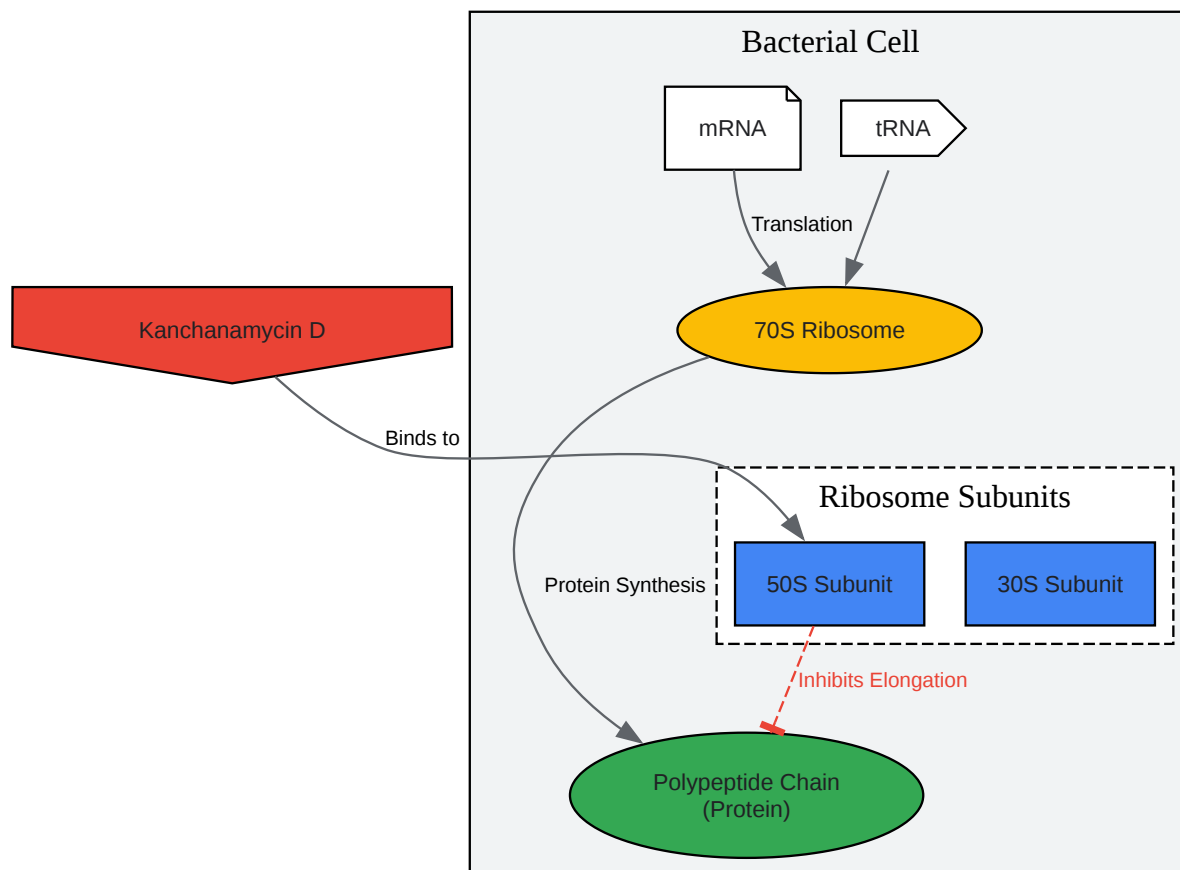 Bacterial Cell
mRNA
tRNA
Translation
Kanchanamycin D
70S Ribosome
Binds to
Ribosome Subunits
Protein Synthesis
50S Subunit
30S Subunit
Inhibits Elongation
Polypeptide Chain
(Protein)